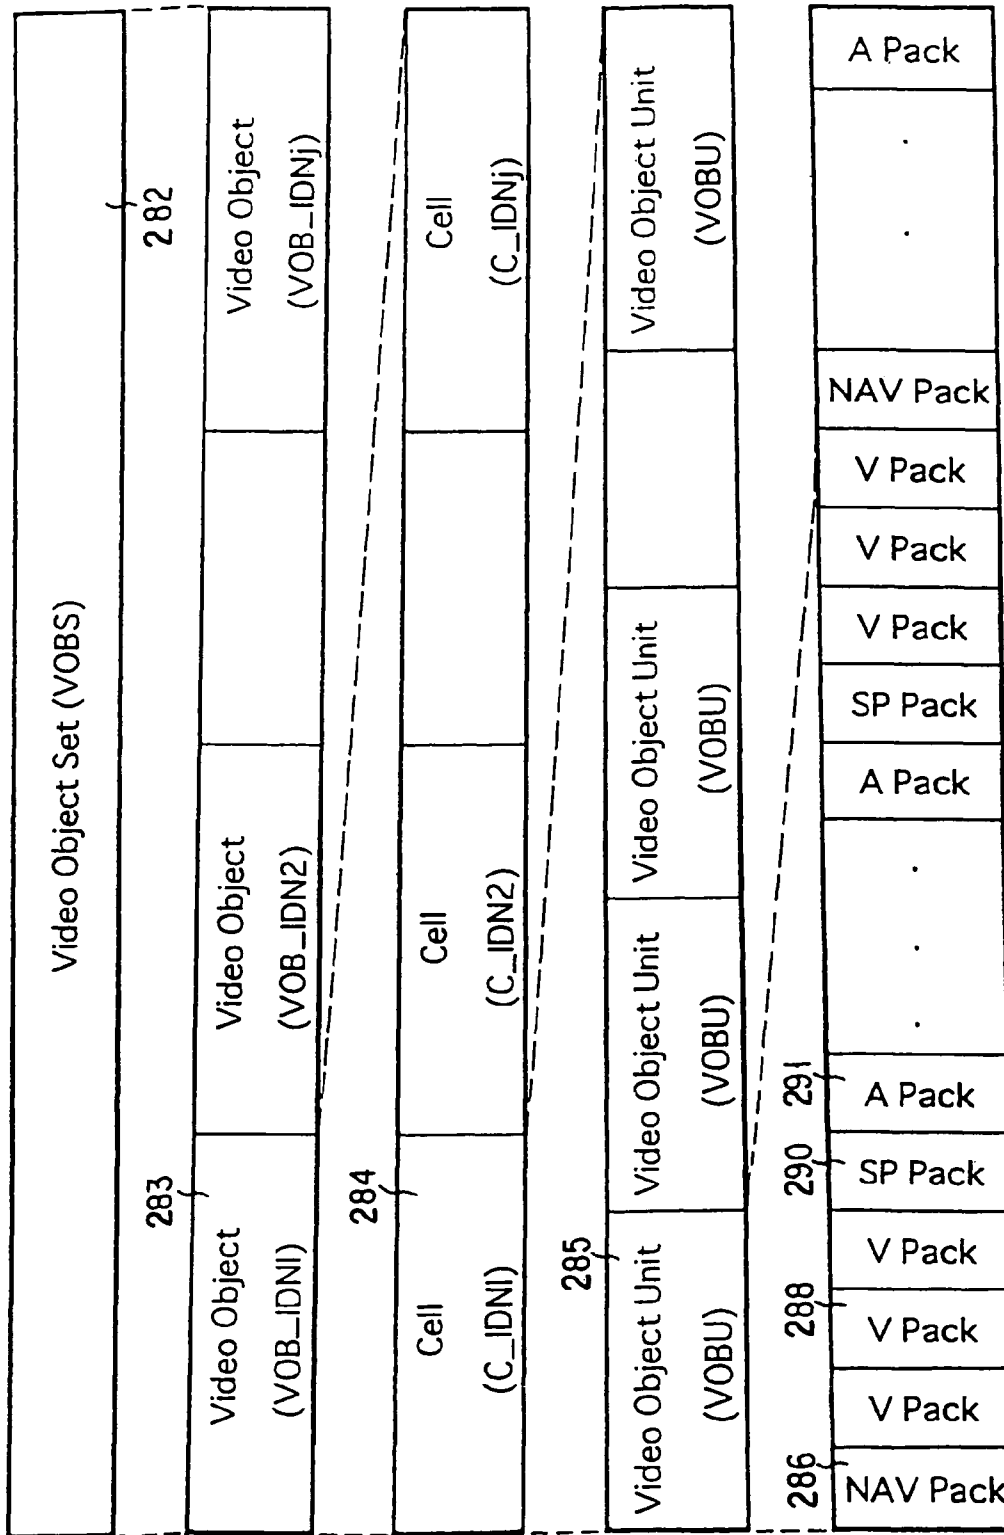 Video Object Set (VOBS)
282
283
Video Object
(VOB_IDN1)
Video Object
(VOB_IDN2)
Video Object
(VOB_IDNj)
284
Cell
(C_IDN1)
Cell
(C_IDN2)
Cell
(C_IDNj)
285
Video Object Unit
(VOBU)
Video Object Unit
(VOBU)
Video Object Unit
(VOBU)
Video Object Unit
(VOBU)
286
288
290
291
NAV Pack
V Pack
V Pack
V Pack
SP Pack
A Pack
. . .
A Pack
SP Pack
V Pack
V Pack
V Pack
NAV Pack
. .
A Pack